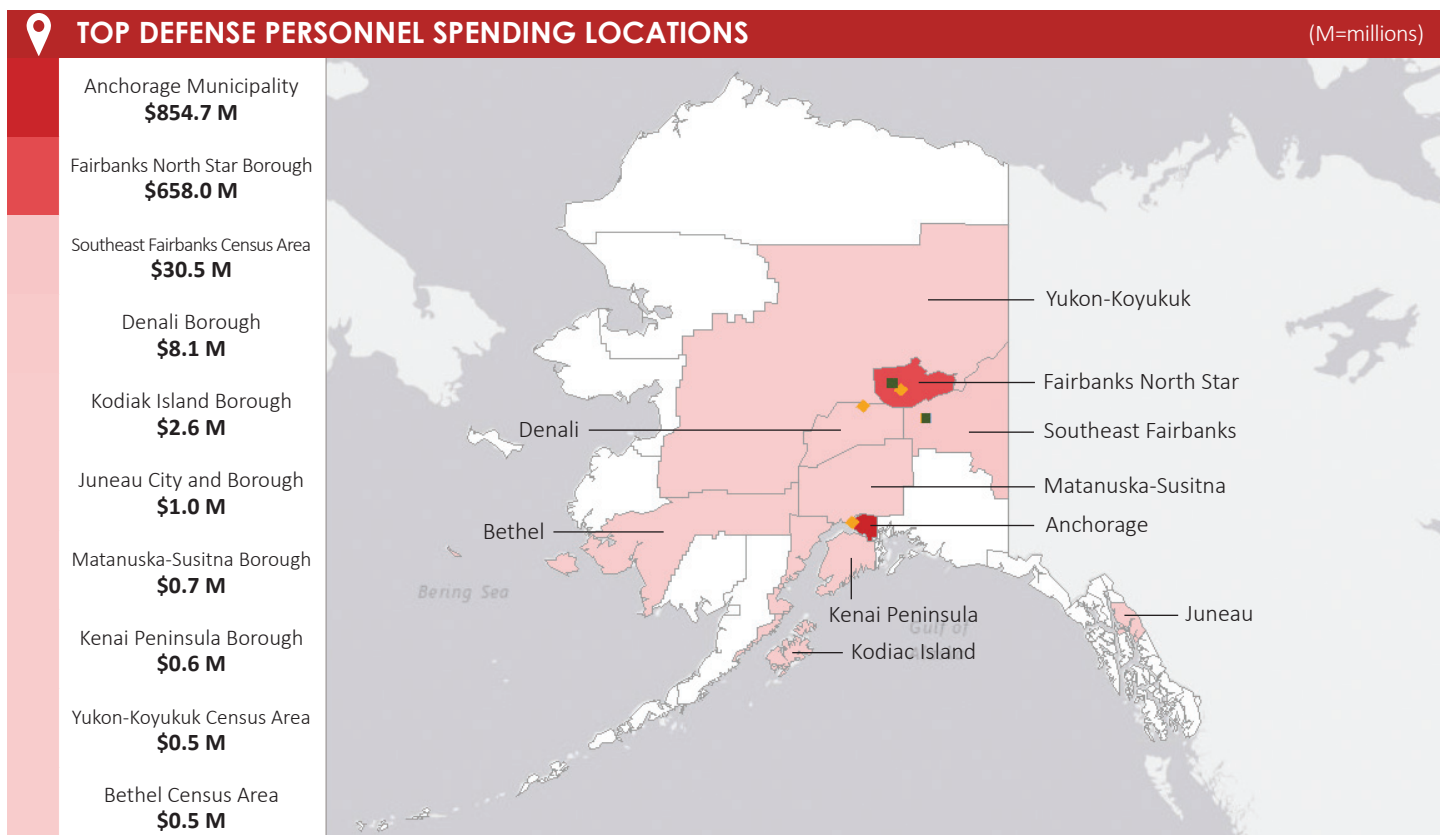 TOP DEFENSE PERSONNEL SPENDING LOCATIONS
(M=millions)
Anchorage Municipality
$854.7 M
Fairbanks North Star Borough
$658.0 M
Southeast Fairbanks Census Area
$30.5 M
Denali Borough
$8.1 M
Kodiak Island Borough
$2.6 M
Juneau City and Borough
$1.0 M
Matanuska-Susitna Borough
$0.7 M
Kenai Peninsula Borough
$0.6 M
Yukon-Koyukuk Census Area
$0.5 M
Bethel Census Area
$0.5 M
Yukon-Koyukuk
Fairbanks North Star
Denali
Southeast Fairbanks
Matanuska-Susitna
Anchorage
Bethel
Bering Sea
Kenai Peninsula
Juneau
Gulf of
Kodiac Island